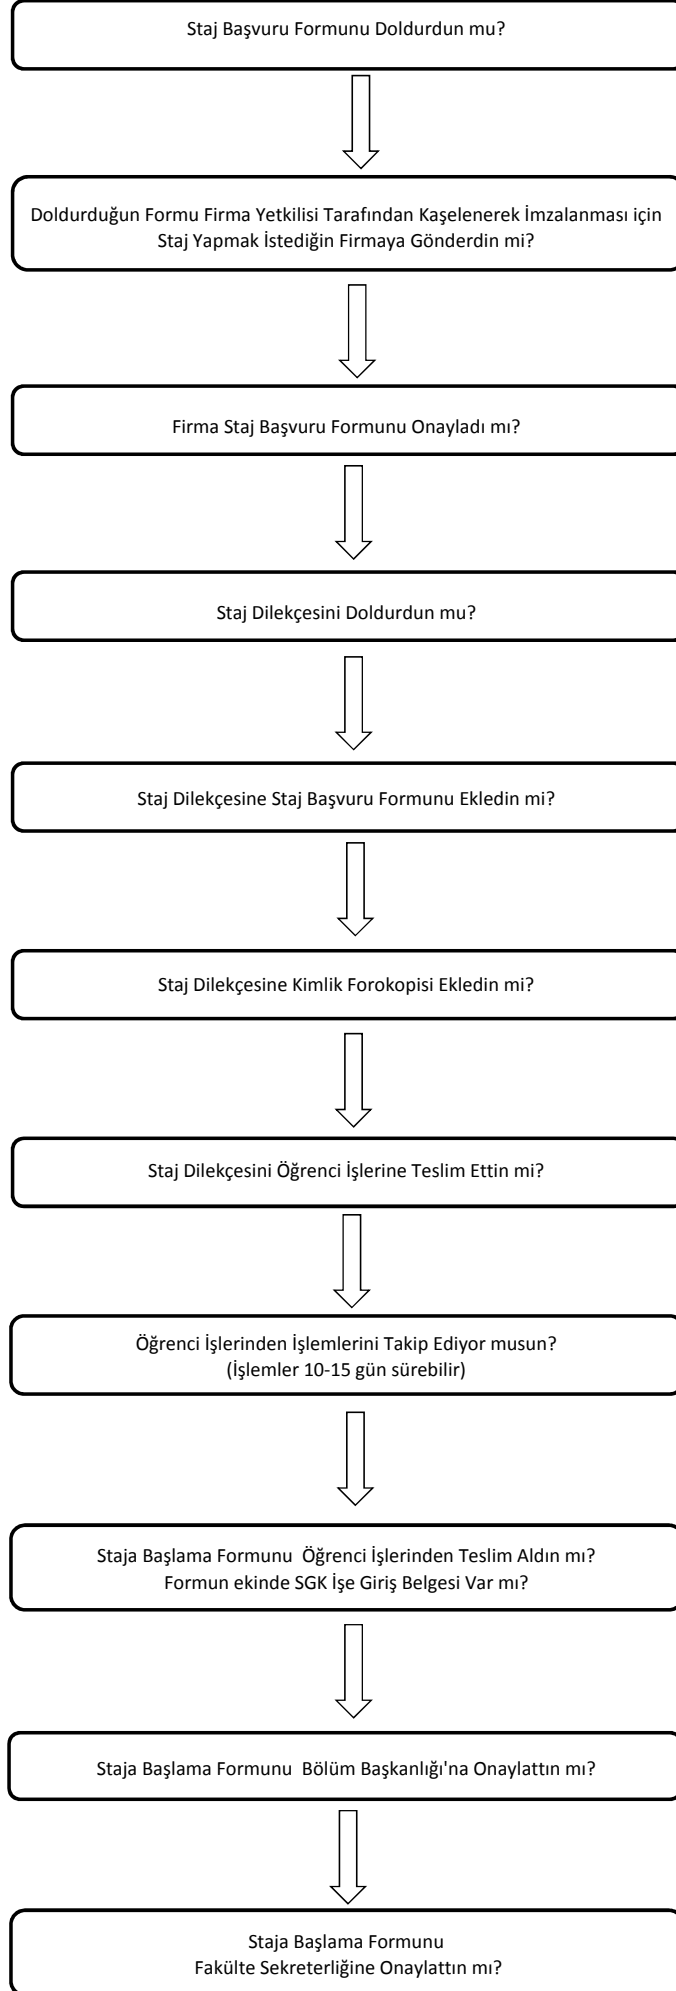 Staj Başvuru Formunu Doldurdun mu?
Doldurduğun Formu Firma Yetkilisi Tarafından Kaşelenerek İmzalanması için
Staj Yapmak İstediğin Firmaya Gönderdin mi?
Firma Staj Başvuru Formunu Onayladı mı?
Staj Dilekçesini Doldurdun mu?
Staj Dilekçesine Staj Başvuru Formunu Ekledin mi?
Staj Dilekçesine Kimlik Forokopisi Ekledin mi?
Staj Dilekçesini Öğrenci İşlerine Teslim Ettin mi?
Öğrenci İşlerinden İşlemlerini Takip Ediyor musun?
(İşlemler 10-15 gün sürebilir)
Staja Başlama Formunu Öğrenci İşlerinden Teslim Aldın mı?
Formun ekinde SGK İşe Giriş Belgesi Var mı?
Staja Başlama Formunu Bölüm Başkanlığı'na Onaylattın mı?
Staja Başlama Formunu
Fakülte Sekreterliğine Onaylattın mı?